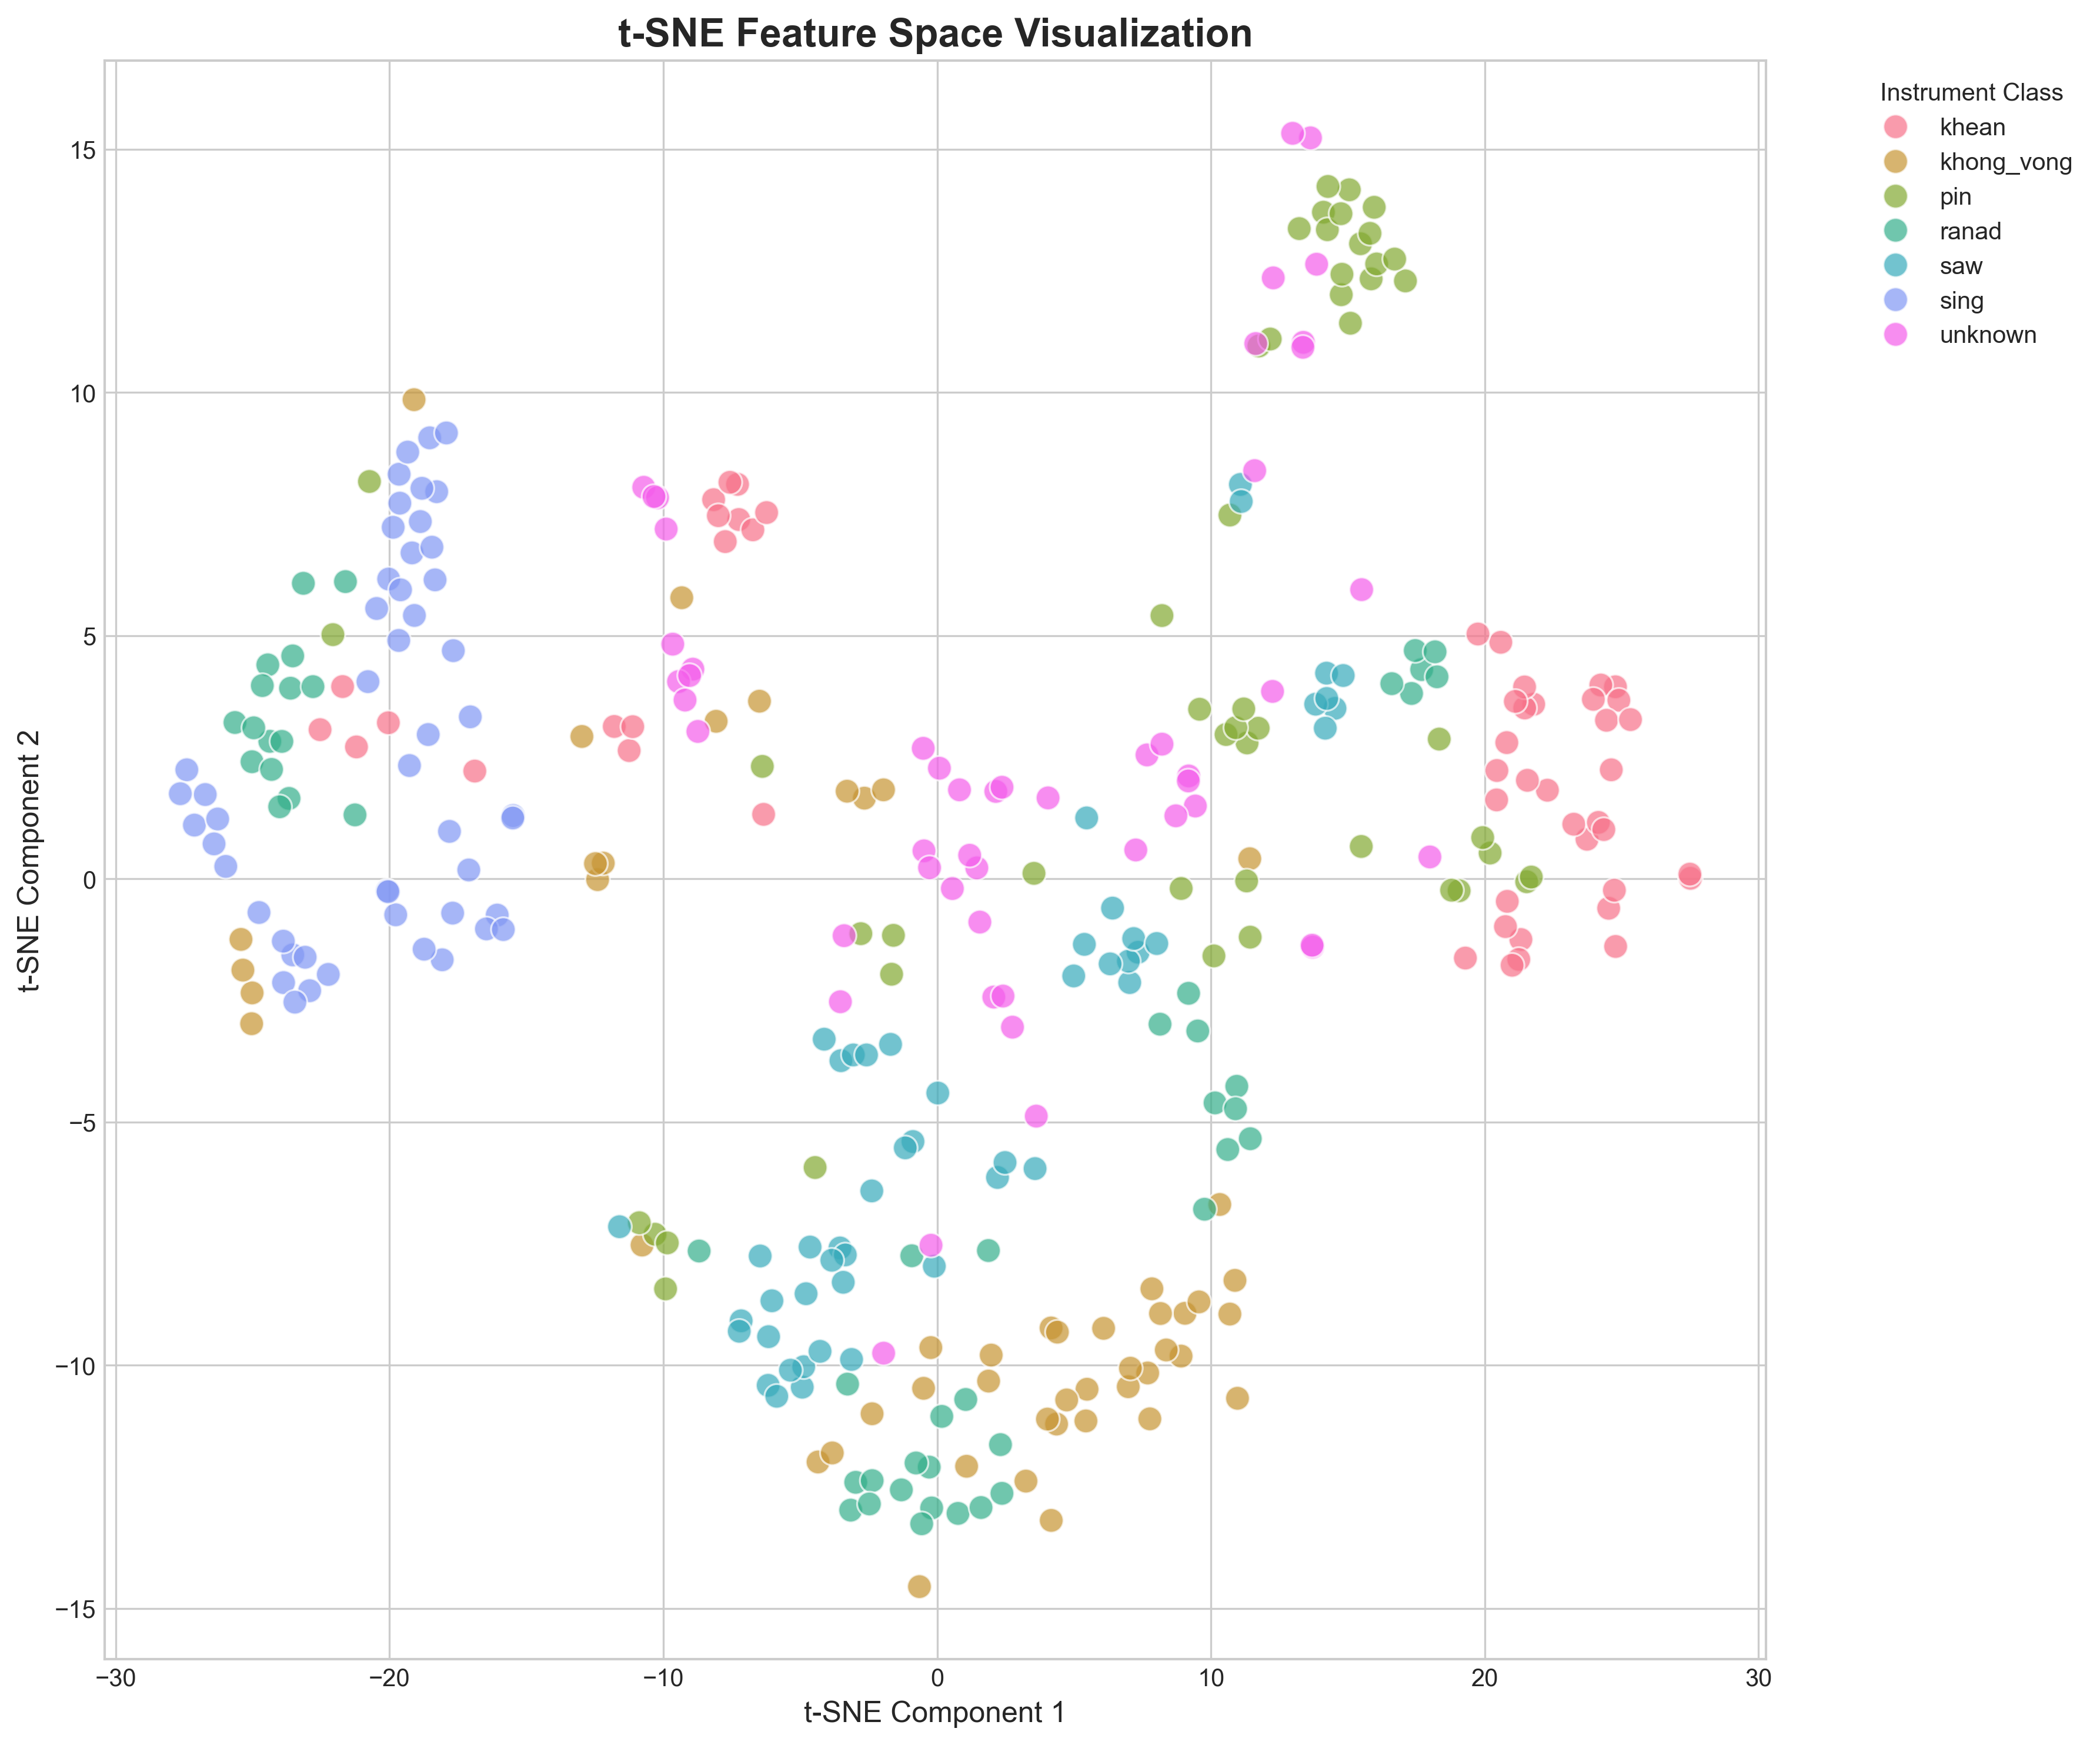 t-SNE Feature Space Visualization
Instrument Class
khean
khong_vong
pin
ranad
saw
sing
unknown
t-SNE Component 2
15
10
5
0
−5
−10
−15
−30
−20
−10
0
10
20
30
t-SNE Component 1